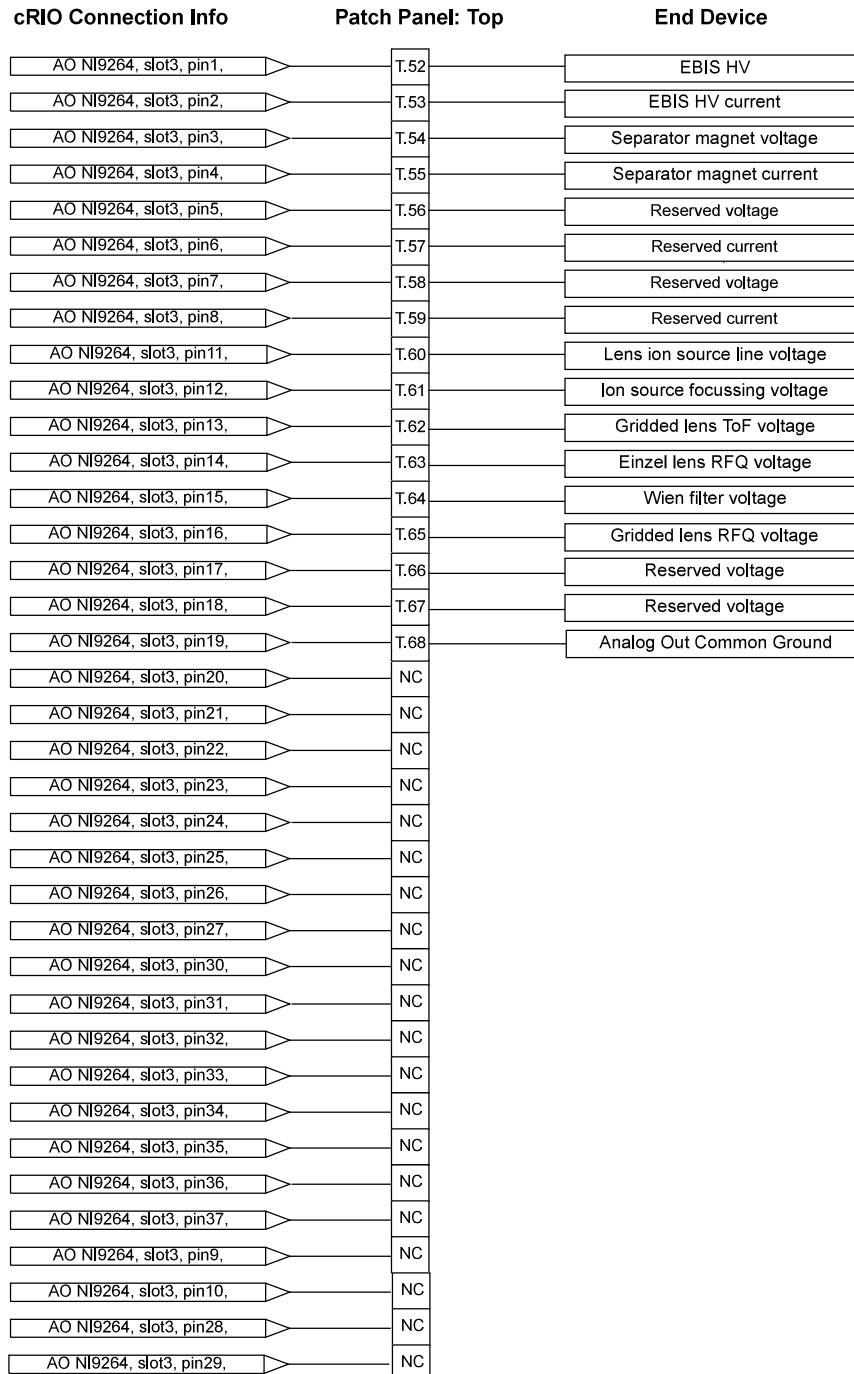 cRIO Connection Info Patch Panel: Top End Device
AO NI9264, slot3, pin1, T.52 EBIS HV
AO NI9264, slot3, pin2, T.53 EBIS HV current
AO NI9264, slot3, pin3, T.54 Separator magnet voltage
AO NI9264, slot3, pin4, T.55 Separator magnet current
AO NI9264, slot3, pin5, T.56 Reserved voltage
AO NI9264, slot3, pin6, T.57 Reserved current
AO NI9264, slot3, pin7, T.58 Reserved voltage
AO NI9264, slot3, pin8, T.59 Reserved current
AO NI9264, slot3, pin11, T.60 Lens ion source line voltage
AO NI9264, slot3, pin12, T.61 Ion source focussing voltage
AO NI9264, slot3, pin13, T.62 Gridded lens ToF voltage
AO NI9264, slot3, pin14, T.63 Einzel lens RFQ voltage
AO NI9264, slot3, pin15, T.64 Wien filter voltage
AO NI9264, slot3, pin16, T.65 Gridded lens RFQ voltage
AO NI9264, slot3, pin17, T.66 Reserved voltage
AO NI9264, slot3, pin18, T.67 Reserved voltage
AO NI9264, slot3, pin19, T.68 Analog Out Common Ground
AO NI9264, slot3, pin20, NC
AO NI9264, slot3, pin21, NC
AO NI9264, slot3, pin22, NC
AO NI9264, slot3, pin23, NC
AO NI9264, slot3, pin24, NC
AO NI9264, slot3, pin25, NC
AO NI9264, slot3, pin26, NC
AO NI9264, slot3, pin27, NC
AO NI9264, slot3, pin30, NC
AO NI9264, slot3, pin31, NC
AO NI9264, slot3, pin32, NC
AO NI9264, slot3, pin33, NC
AO NI9264, slot3, pin34, NC
AO NI9264, slot3, pin35, NC
AO NI9264, slot3, pin36, NC
AO NI9264, slot3, pin37, NC
AO NI9264, slot3, pin9, NC
AO NI9264, slot3, pin10, NC
AO NI9264, slot3, pin28, NC
AO NI9264, slot3, pin29, NC